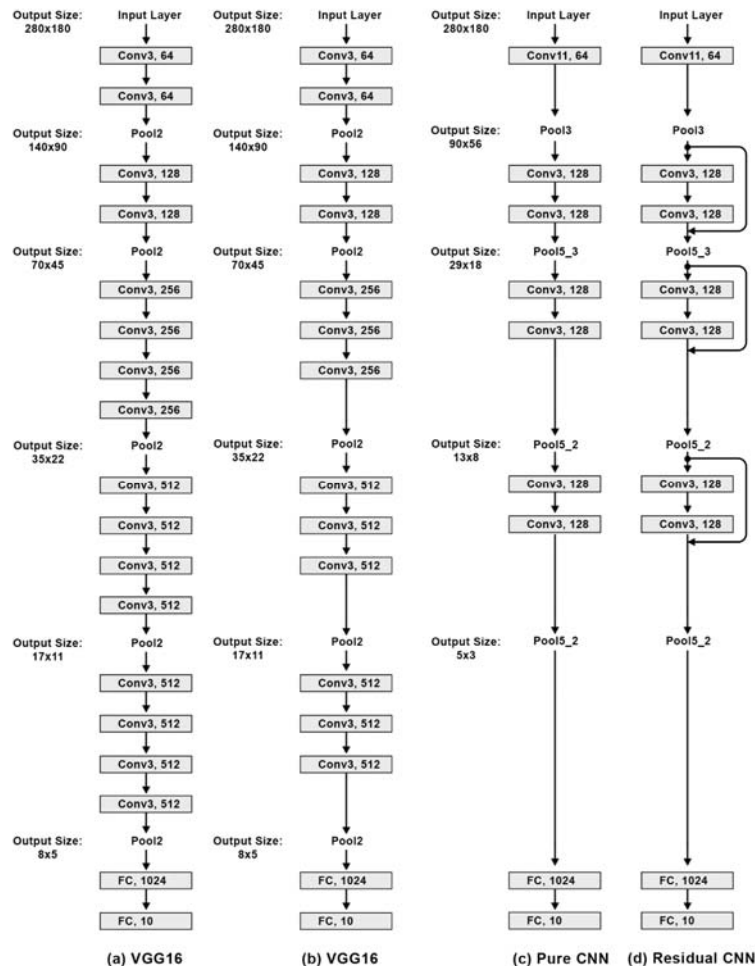 Output Size:
280x180
Input Layer
Conv3, 64
Conv3, 64
Output Size:
140x90
Pool2
Conv3, 128
Conv3, 128
Output Size:
70x45
Pool2
Conv3, 256
Conv3, 256
Conv3, 256
Conv3, 256
Output Size:
35x22
Pool2
Conv3, 512
Conv3, 512
Conv3, 512
Conv3, 512
Output Size:
17x11
Pool2
Conv3, 512
Conv3, 512
Conv3, 512
Conv3, 512
Output Size:
8x5
Pool2
FC, 1024
FC, 10
(a) VGG16
Output Size:
280x180
Input Layer
Conv3, 64
Conv3, 64
Output Size:
140x90
Pool2
Conv3, 128
Conv3, 128
Output Size:
70x45
Pool2
Conv3, 256
Conv3, 256
Conv3, 256
Output Size:
35x22
Pool2
Conv3, 512
Conv3, 512
Conv3, 512
Output Size:
17x11
Pool2
Conv3, 512
Conv3, 512
Conv3, 512
Output Size:
8x5
Pool2
FC, 1024
FC, 10
(b) VGG16
Output Size:
280x180
Input Layer
Conv11, 64
Output Size:
90x56
Pool3
Conv3, 128
Conv3, 128
Output Size:
29x18
Pool5_3
Conv3, 128
Conv3, 128
Output Size:
13x8
Pool5_2
Conv3, 128
Conv3, 128
Output Size:
5x3
Pool5_2
FC, 1024
FC, 10
(c) Pure CNN
Input Layer
Conv11, 64
Pool3
Conv3, 128
Conv3, 128
Pool5_3
Conv3, 128
Conv3, 128
Pool5_2
Conv3, 128
Conv3, 128
Pool5_2
FC, 1024
FC, 10
(d) Residual CNN